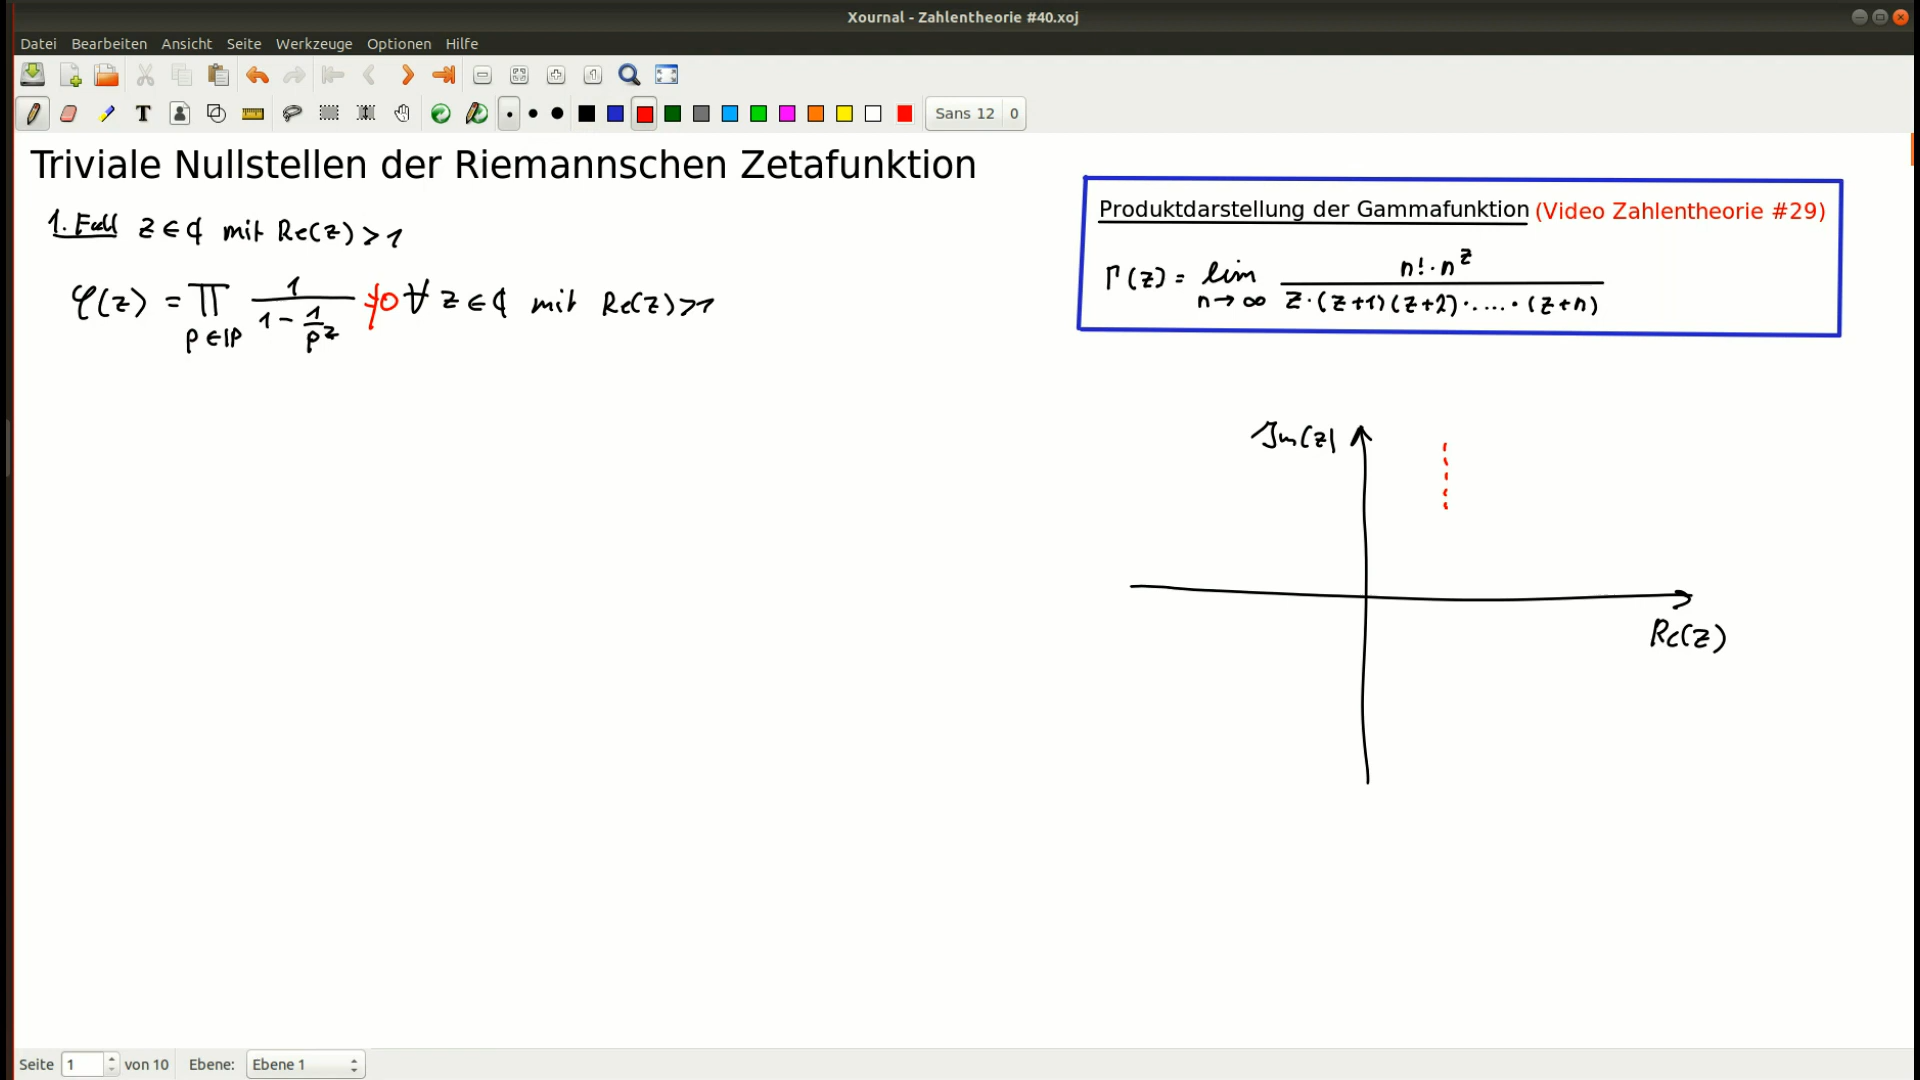 Xournal - Zahlentheorie #40.xoj
Datei Bearbeiten Ansicht Seite Werkzeuge Optionen Hilfe
T Sans 12 0
Triviale Nullstellen der Riemannschen Zetafunktion
1. Fall z ∈ ℂ mit Re(z) > 1
ζ(z) = ∏ 1 / (1 - 1/p^z) ≠ 0 ∀ z ∈ ℂ mit Re(z) > 1
p ∈ ℙ
Produktdarstellung der Gammafunktion (Video Zahlentheorie #29)
Γ(z) = lim n! · n^z / z · (z+1) (z+2) · .... · (z+n)
n → ∞
Im(z)
Re(z)
Seite 1 von 10 Ebene: Ebene 1